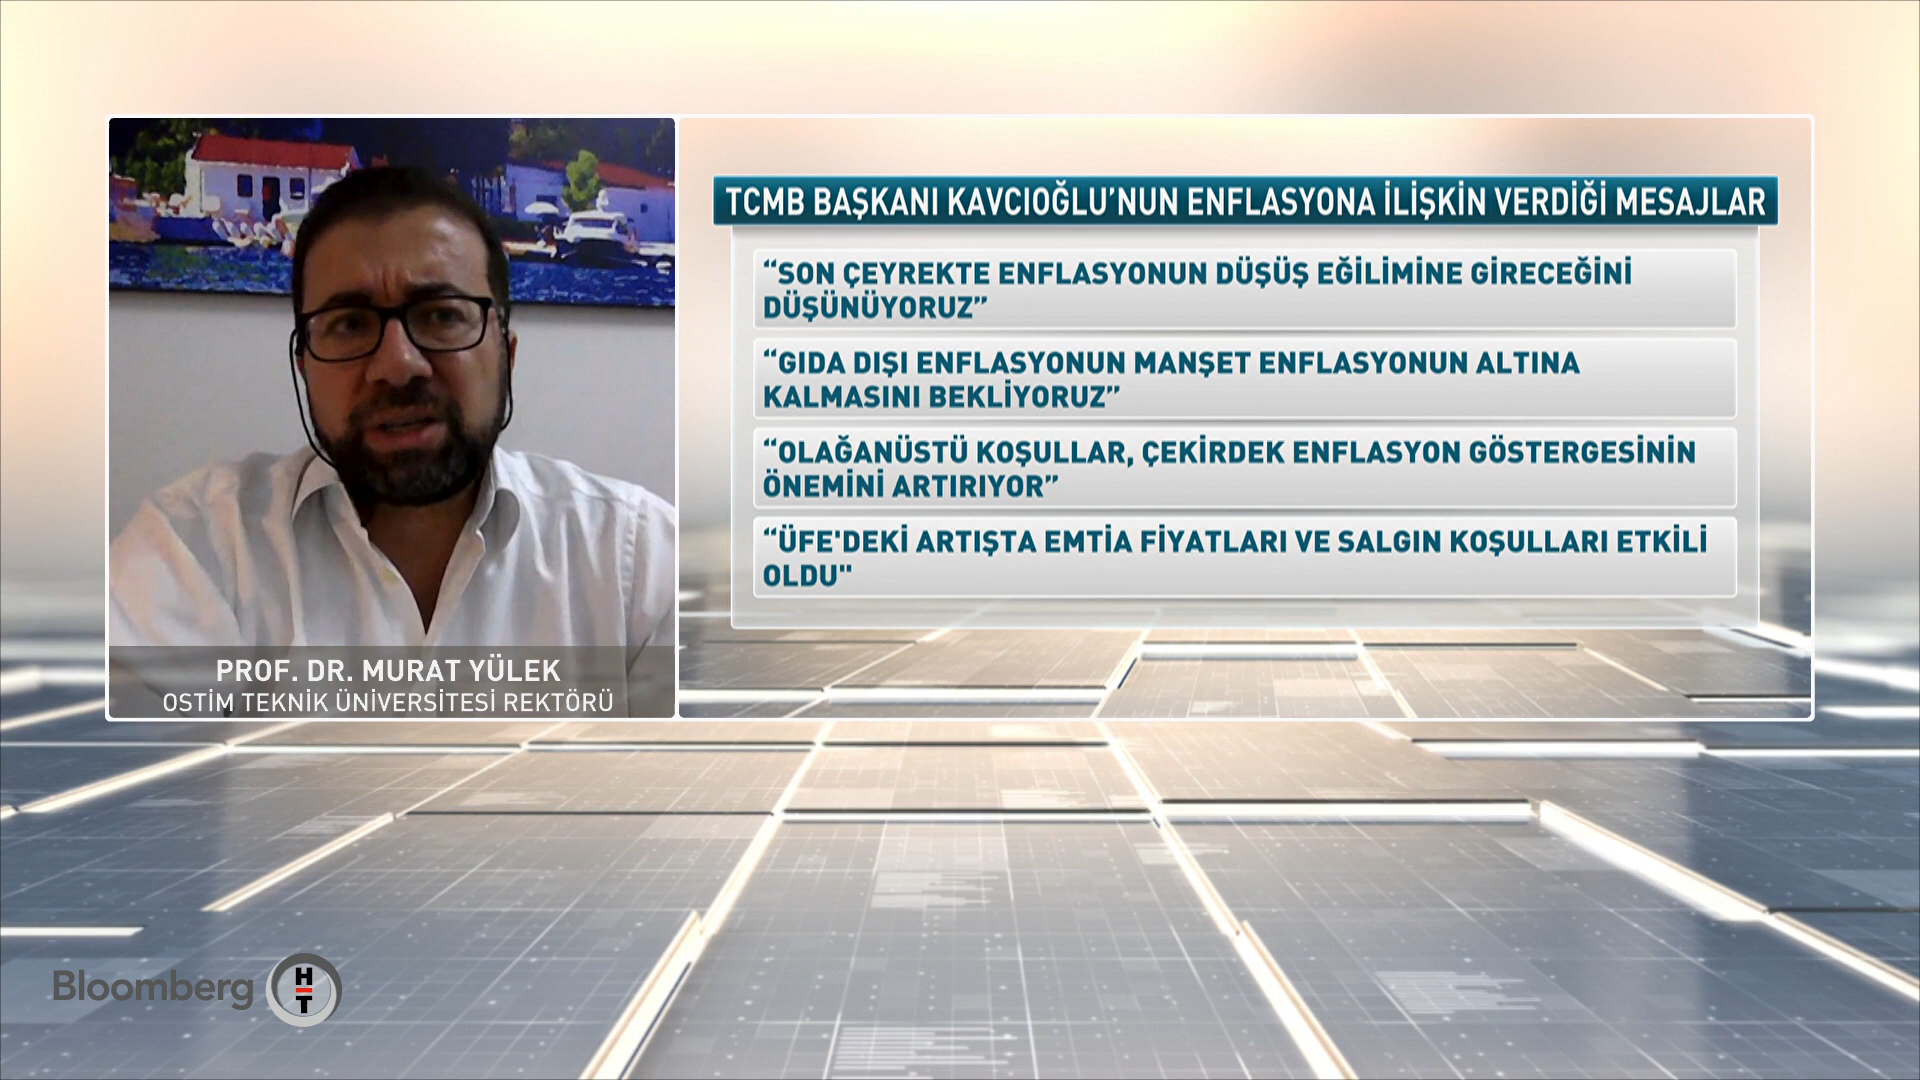 TCMB BAŞKANI KAVCIOĞLU’NUN ENFLASYONA İLİŞKİN VERDİĞİ MESAJLAR
“SON ÇEYREKTE ENFLASYONUN DÜŞÜŞ EĞİLİMİNE GİRECEĞİNİ
DÜŞÜNÜYORUZ”
“GIDA DIŞI ENFLASYONUN MANŞET ENFLASYONUN ALTINA
KALMASINI BEKLİYORUZ”
“OLAĞANÜSTÜ KOŞULLAR, ÇEKİRDEK ENFLASYON GÖSTERGESİNİN
ÖNEMİNİ ARTIRIYOR”
“ÜFE'DEKİ ARTIŞTA EMTİA FİYATLARI VE SALGIN KOŞULLARI ETKİLİ
OLDU"
PROF. DR. MURAT YÜLEK
OSTİM TEKNİK ÜNİVERSİTESİ REKTÖRÜ
Bloomberg HT